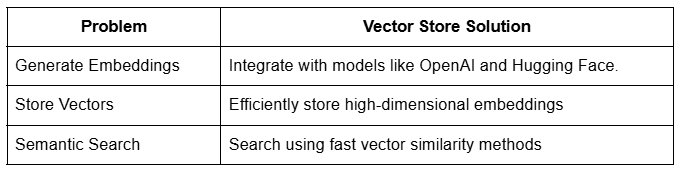 Problem Vector Store Solution
Generate Embeddings Integrate with models like OpenAI and Hugging Face.
Store Vectors Efficiently store high-dimensional embeddings
Semantic Search Search using fast vector similarity methods